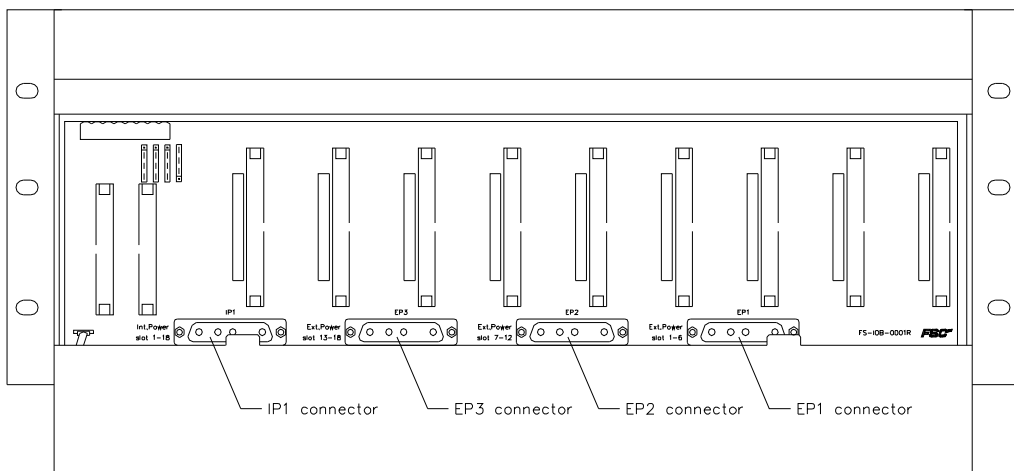 IP1
EP3
EP2
EP1
Int.Power
slot 1-18
Ext.Power
slot 13-18
Ext.Power
slot 7-12
Ext.Power
slot 1-6
FS-IOB-0001R
FSC
IP1 connector
EP3 connector
EP2 connector
EP1 connector